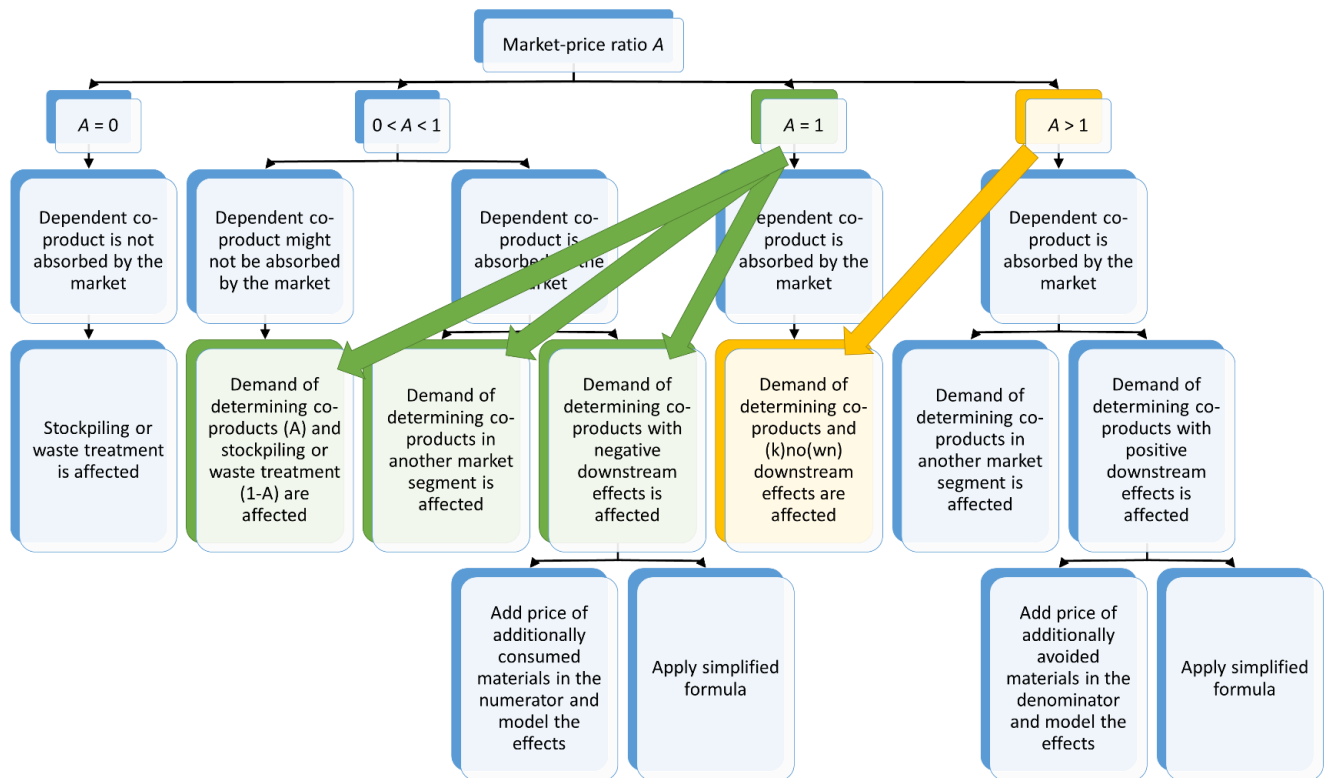 Market-price ratio A
A = 0
0 < A < 1
A = 1
A > 1
Dependent co-
product is not
absorbed by the
market
Dependent co-
product might
not be absorbed
by the market
Dependent co-
product is
absorbed by the
market
Dependent co-
product is
absorbed by the
market
Dependent co-
product is
absorbed by the
market
Stockpiling or
waste treatment
is affected
Demand of
determining co-
products (A) and
stockpiling or
waste treatment
(1-A) are
affected
Demand of
determining co-
products in
another market
segment is
affected
Demand of
determining co-
products with
negative
downstream
effects is
affected
Demand of
determining co-
products and
(k)no(wn)
downstream
effects are
affected
Demand of
determining co-
products in
another market
segment is
affected
Demand of
determining co-
products with
positive
downstream
effects is
affected
Add price of
additionally
consumed
materials in the
numerator and
model the
effects
Apply simplified
formula
Add price of
additionally
avoided
materials in the
denominator
and model the
effects
Apply simplified
formula